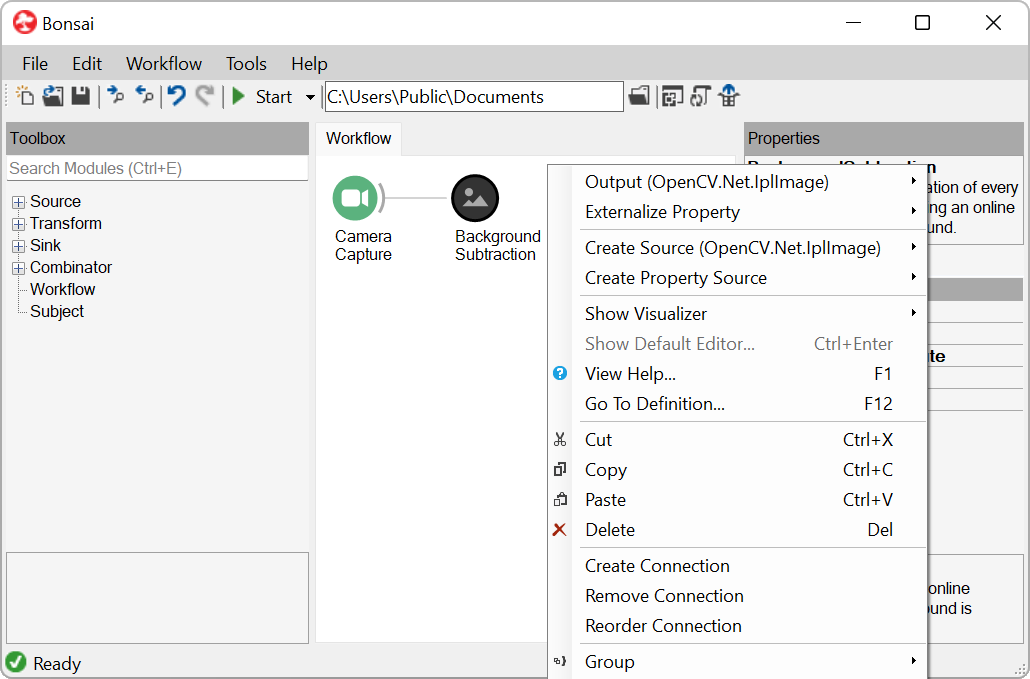 Bonsai
File Edit Workflow Tools Help
Start C:\Users\Public\Documents
Toolbox
Search Modules (Ctrl+E)
Source
Transform
Sink
Combinator
Workflow
Subject
Workflow
Camera
Capture
Background
Subtraction
Output (OpenCV.Net.IplImage)
Externalize Property
Create Source (OpenCV.Net.IplImage)
Create Property Source
Show Visualizer
Show Default Editor... Ctrl+Enter
View Help... F1
Go To Definition... F12
Cut Ctrl+X
Copy Ctrl+C
Paste Ctrl+V
Delete Del
Create Connection
Remove Connection
Reorder Connection
Group
Properties
ation of every
ng an online
und.
te
online
und is
Ready